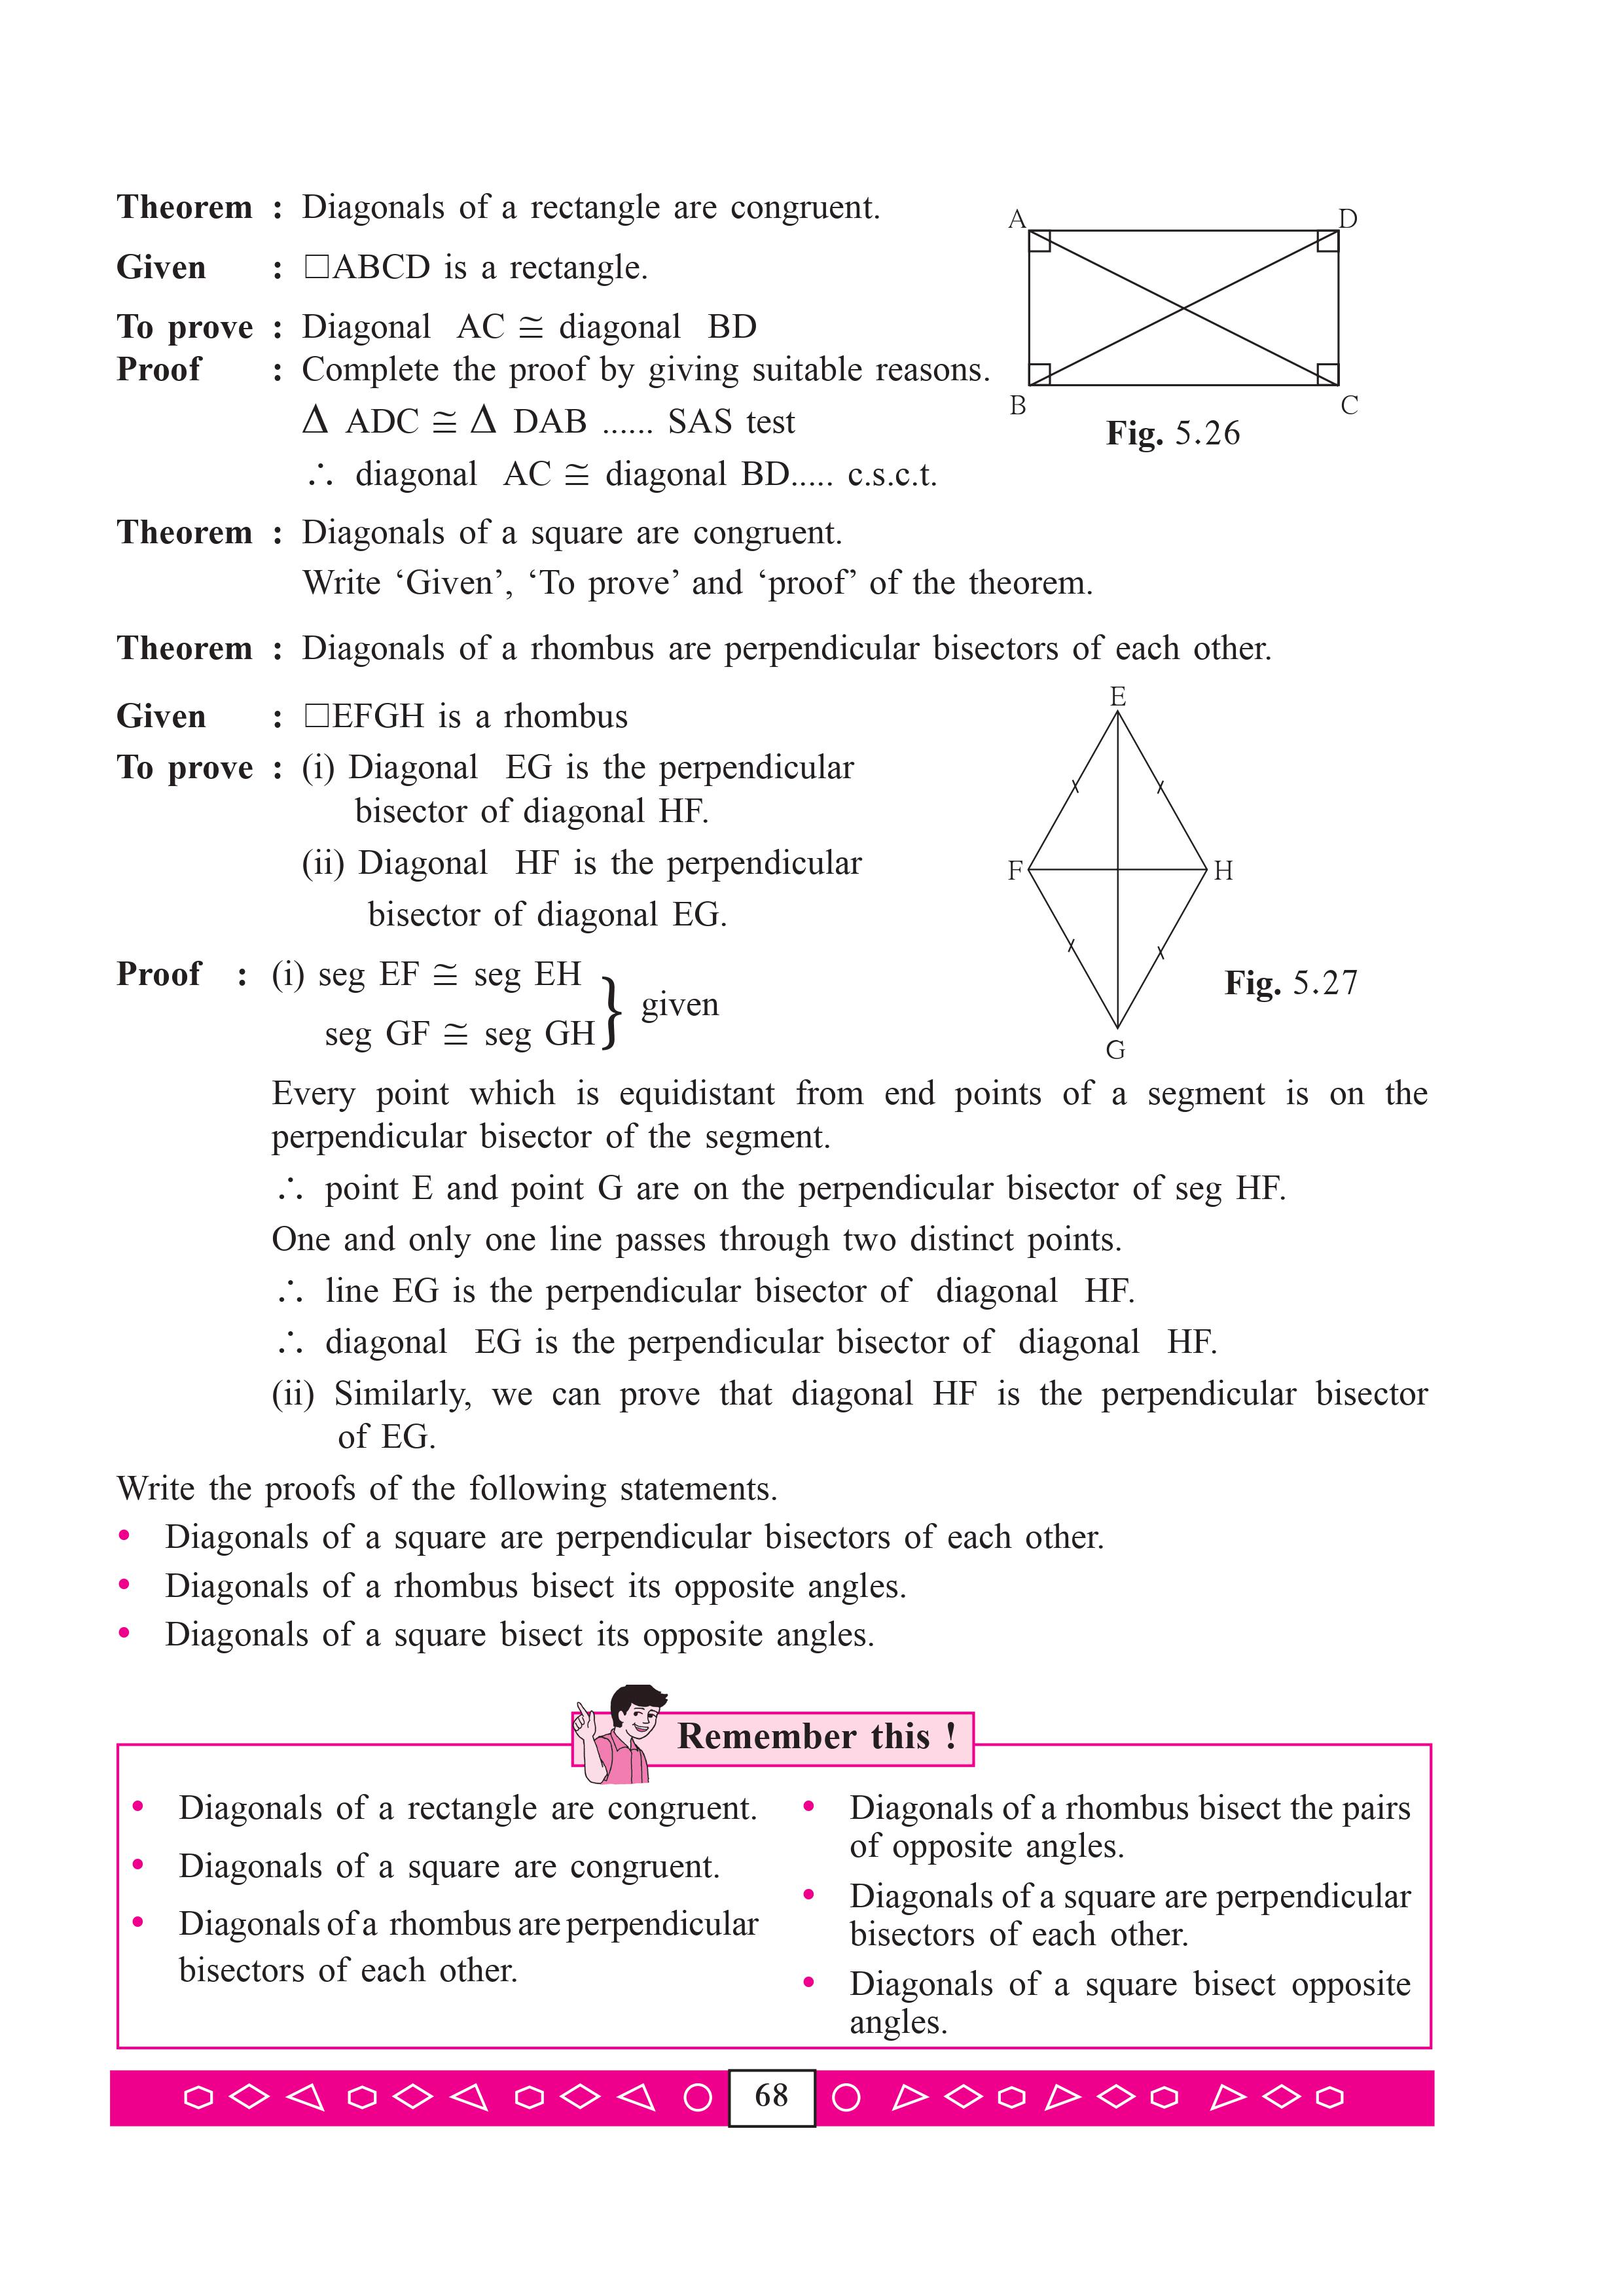 Theorem : Diagonals of a rectangle are congruent.
Given : □ABCD is a rectangle.
To prove : Diagonal AC ≅ diagonal BD
Proof : Complete the proof by giving suitable reasons.
Δ ADC ≅ Δ DAB ...... SAS test
∴ diagonal AC ≅ diagonal BD..... c.s.c.t.
A
D
B
C
Fig. 5.26
Theorem : Diagonals of a square are congruent.
Write ‘Given’, ‘To prove’ and ‘proof’ of the theorem.
Theorem : Diagonals of a rhombus are perpendicular bisectors of each other.
Given : □EFGH is a rhombus
To prove : (i) Diagonal EG is the perpendicular
bisector of diagonal HF.
(ii) Diagonal HF is the perpendicular
bisector of diagonal EG.
E
F
H
G
Fig. 5.27
Proof : (i) seg EF ≅ seg EH
seg GF ≅ seg GH } given
Every point which is equidistant from end points of a segment is on the
perpendicular bisector of the segment.
∴ point E and point G are on the perpendicular bisector of seg HF.
One and only one line passes through two distinct points.
∴ line EG is the perpendicular bisector of diagonal HF.
∴ diagonal EG is the perpendicular bisector of diagonal HF.
(ii) Similarly, we can prove that diagonal HF is the perpendicular bisector
of EG.
Write the proofs of the following statements.
• Diagonals of a square are perpendicular bisectors of each other.
• Diagonals of a rhombus bisect its opposite angles.
• Diagonals of a square bisect its opposite angles.
Remember this !
• Diagonals of a rectangle are congruent.
• Diagonals of a square are congruent.
• Diagonals of a rhombus are perpendicular
bisectors of each other.
• Diagonals of a rhombus bisect the pairs
of opposite angles.
• Diagonals of a square are perpendicular
bisectors of each other.
• Diagonals of a square bisect opposite
angles.
68